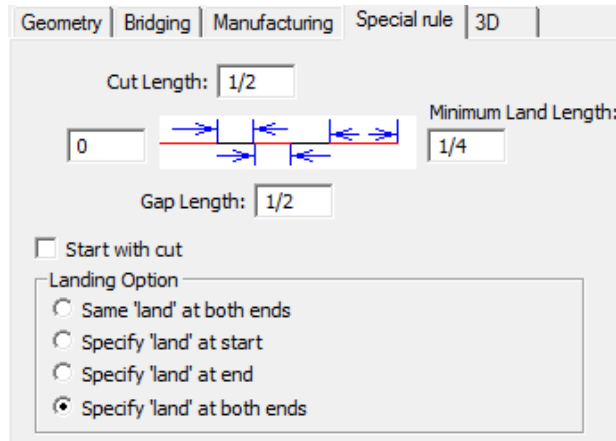 Geometry Bridging Manufacturing Special rule 3D
Cut Length: 1/2
Minimum Land Length:
0 1/4
Gap Length: 1/2
Start with cut
Landing Option
Same 'land' at both ends
Specify 'land' at start
Specify 'land' at end
Specify 'land' at both ends